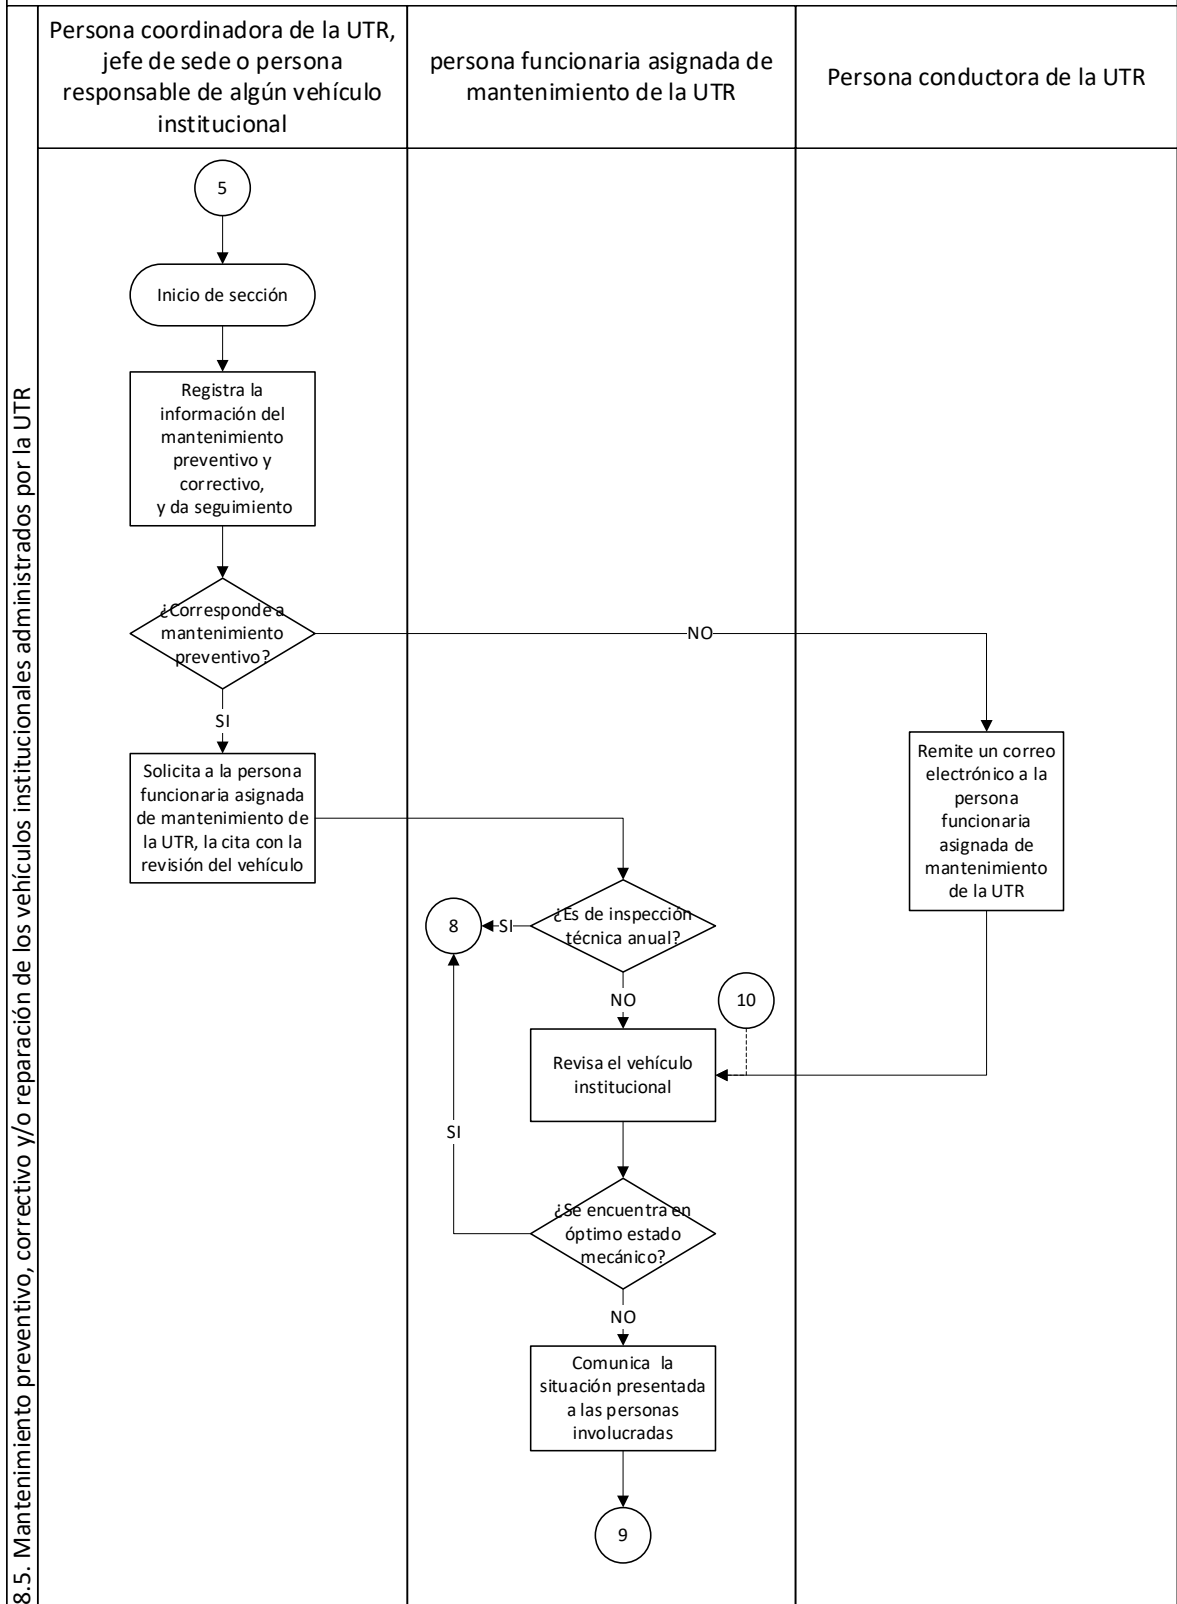 8.5. Mantenimiento preventivo, correctivo y/o reparación de los vehículos institucionales administrados por la UTR
Persona coordinadora de la UTR,
jefe de sede o persona
responsable de algún vehículo
institucional
persona funcionaria asignada de
mantenimiento de la UTR
Persona conductora de la UTR
5
Inicio de sección
Registra la
información del
mantenimiento
preventivo y
correctivo,
y da seguimiento
¿Corresponde a
mantenimiento
preventivo?
NO
SI
Solicita a la persona
funcionaria asignada
de mantenimiento de
la UTR, la cita con la
revisión del vehículo
Remite un correo
electrónico a la
persona
funcionaria
asignada de
mantenimiento
de la UTR
¿Es de inspección
técnica anual?
SI
8
NO
10
Revisa el vehículo
institucional
SI
¿Se encuentra en
óptimo estado
mecánico?
NO
Comunica  la
situación presentada
a las personas
involucradas
9